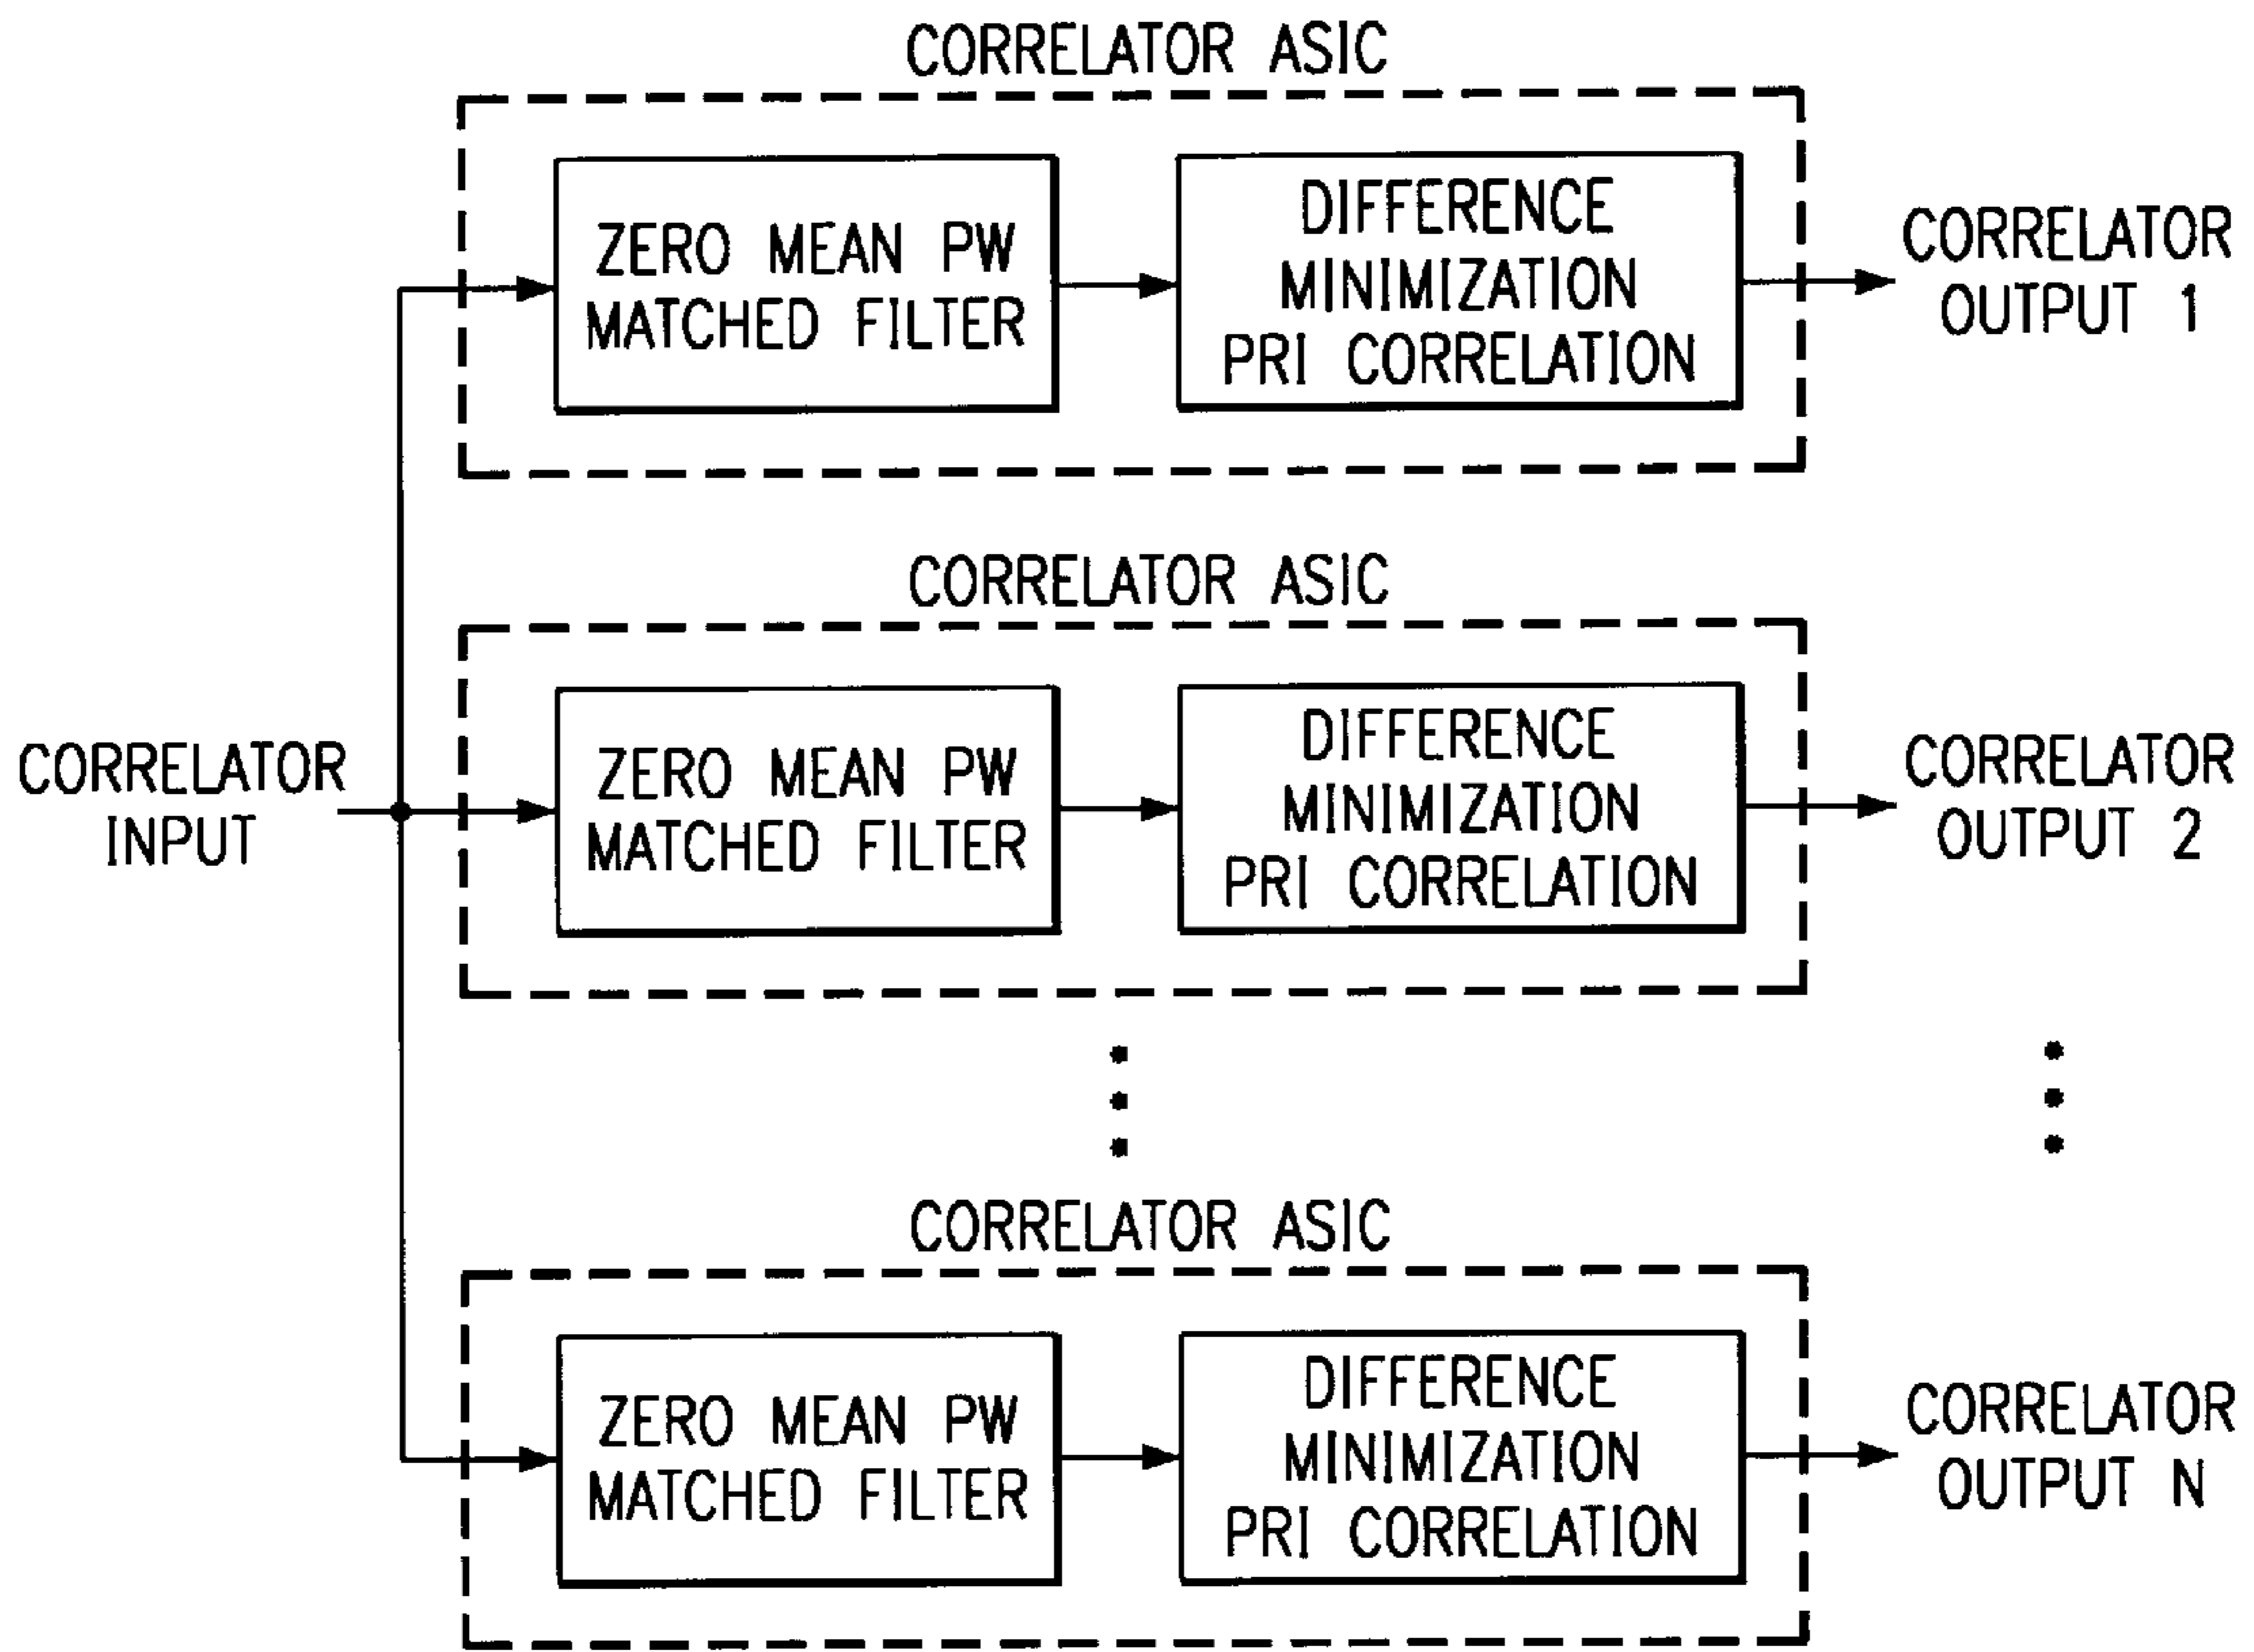 CORRELATOR ASIC
ZERO MEAN PW
MATCHED FILTER
DIFFERENCE
MINIMIZATION
PRI CORRELATION
CORRELATOR
OUTPUT 1
CORRELATOR INPUT
CORRELATOR ASIC
ZERO MEAN PW
MATCHED FILTER
DIFFERENCE
MINIMIZATION
PRI CORRELATION
CORRELATOR
OUTPUT 2
CORRELATOR ASIC
ZERO MEAN PW
MATCHED FILTER
DIFFERENCE
MINIMIZATION
PRI CORRELATION
CORRELATOR
OUTPUT N